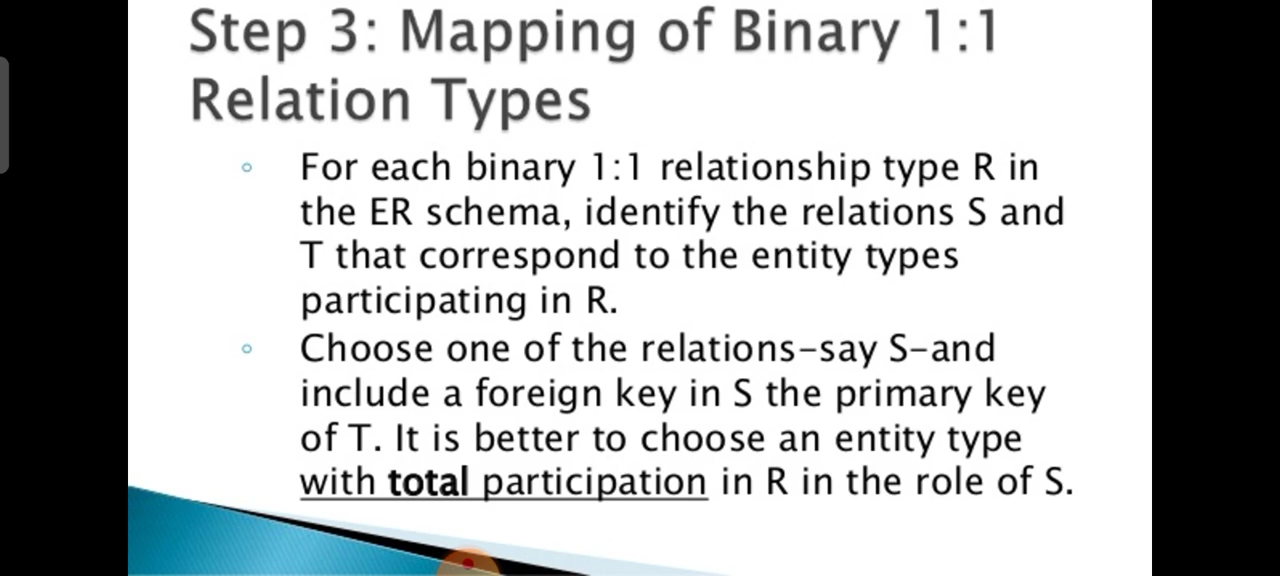 Step 3: Mapping of Binary 1:1
Relation Types
◦ For each binary 1:1 relationship type R in
the ER schema, identify the relations S and
T that correspond to the entity types
participating in R.
◦ Choose one of the relations-say S-and
include a foreign key in S the primary key
of T. It is better to choose an entity type
with total participation in R in the role of S.